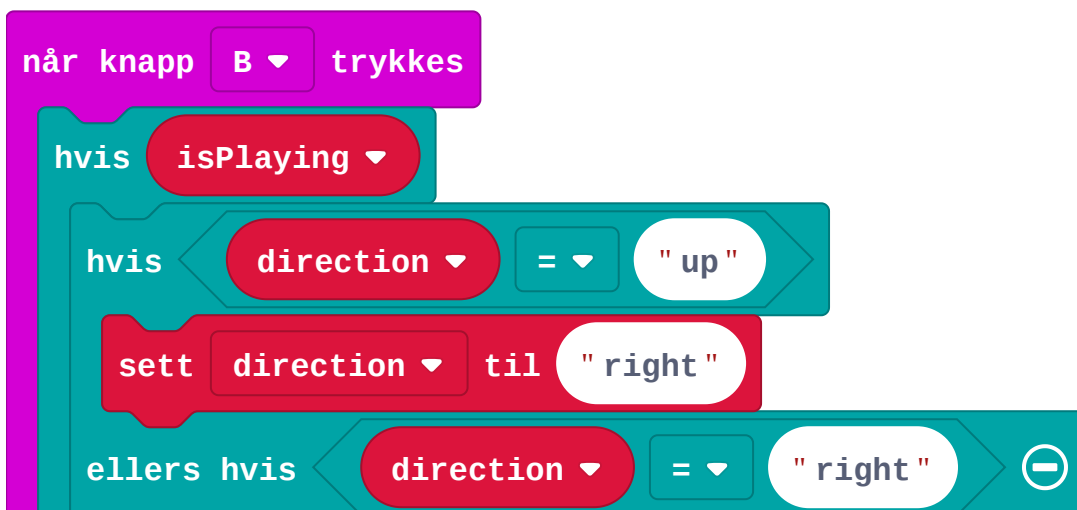 når knapp B trykkes
hvis isPlaying
hvis direction = "up"
sett direction til "right"
ellers hvis direction = "right"